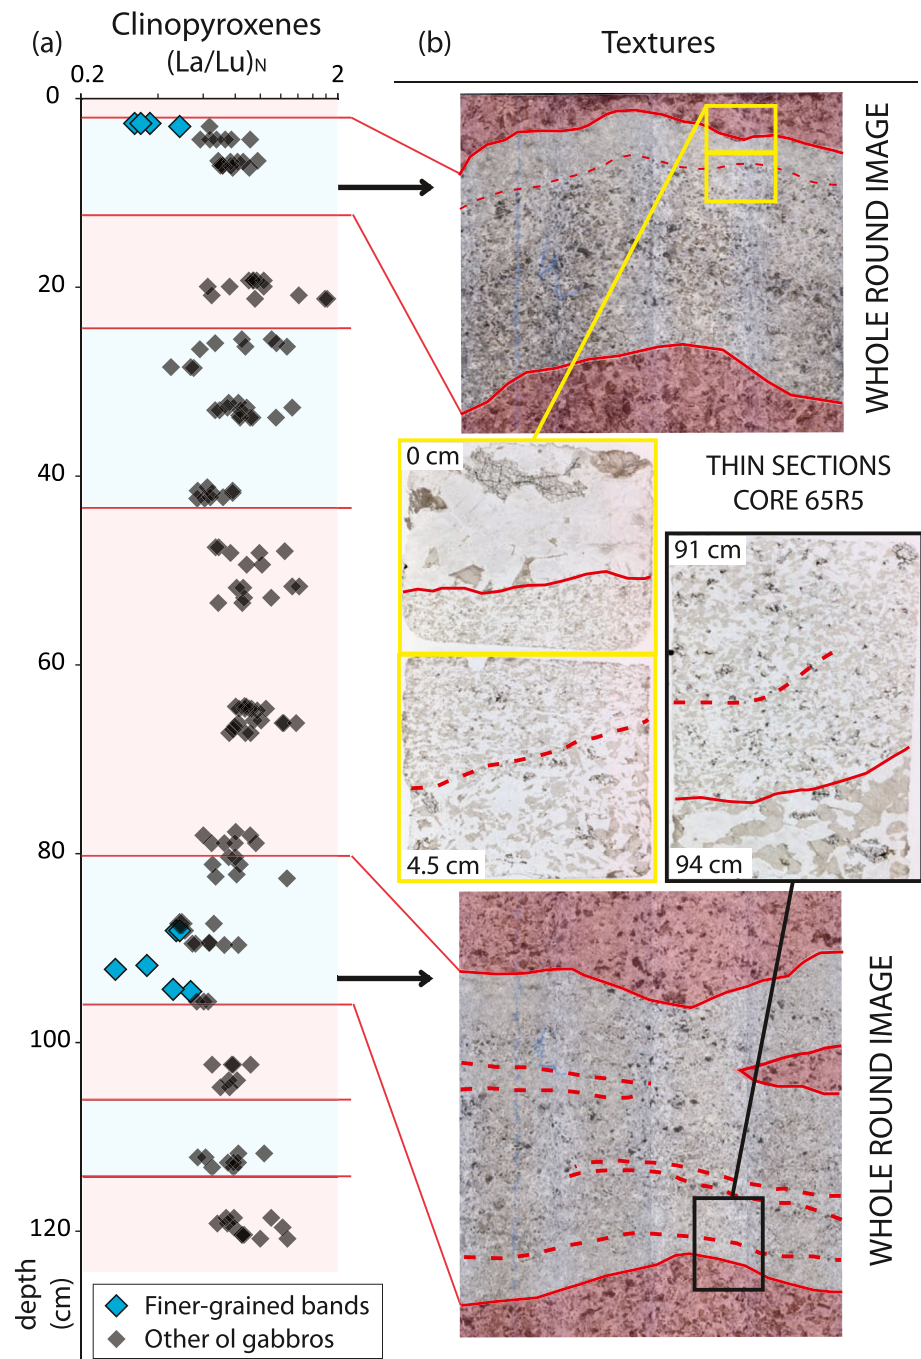 (a)
Clinopyroxenes
(La/Lu)N
0.2
2
0
20
40
60
80
100
120
depth
(cm)
Finer-grained bands
Other ol gabbros
(b)
Textures
WHOLE ROUND IMAGE
0 cm
4.5 cm
THIN SECTIONS
CORE 65R5
91 cm
94 cm
WHOLE ROUND IMAGE